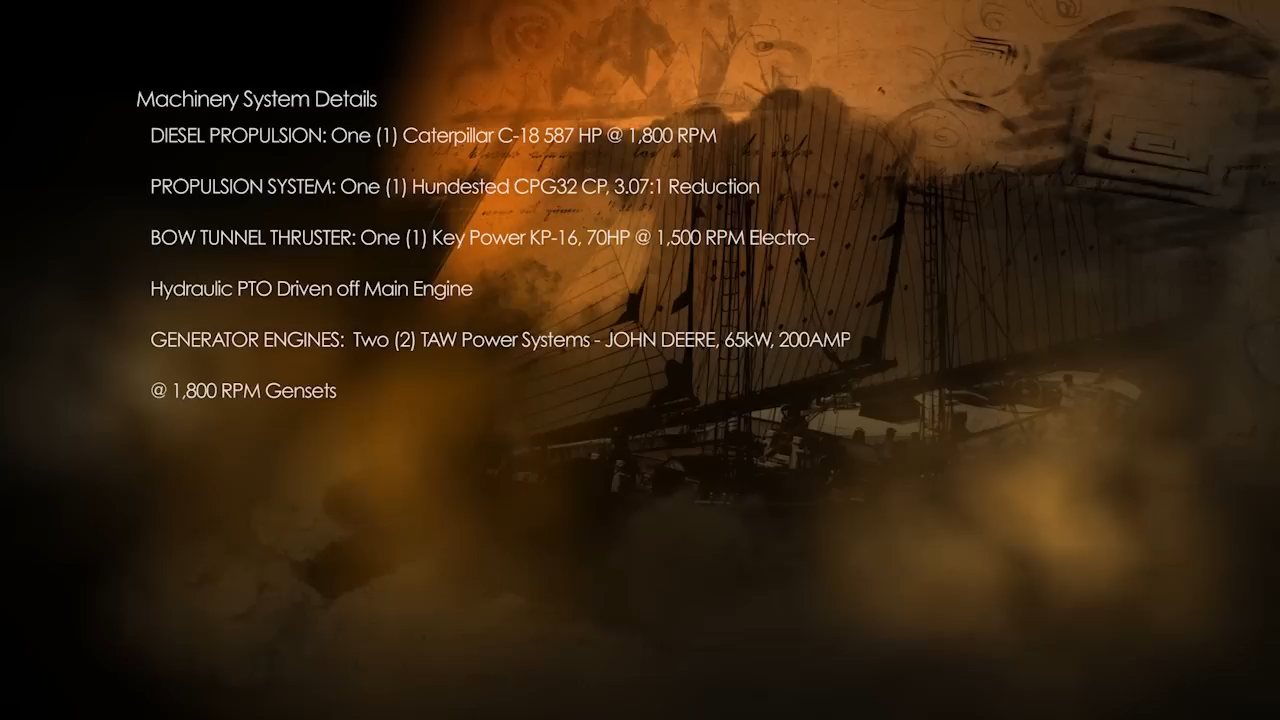 Machinery System Details
DIESEL PROPULSION: One (1) Caterpillar C-18 587 HP @ 1,800 RPM
PROPULSION SYSTEM: One (1) Hundested CPG32 CP, 3.07:1 Reduction
BOW TUNNEL THRUSTER: One (1) Key Power KP-16, 70HP @ 1,500 RPM Electro-
Hydraulic PTO Driven off Main Engine
GENERATOR ENGINES:  Two (2) TAW Power Systems - JOHN DEERE, 65kW, 200AMP
@ 1,800 RPM Gensets